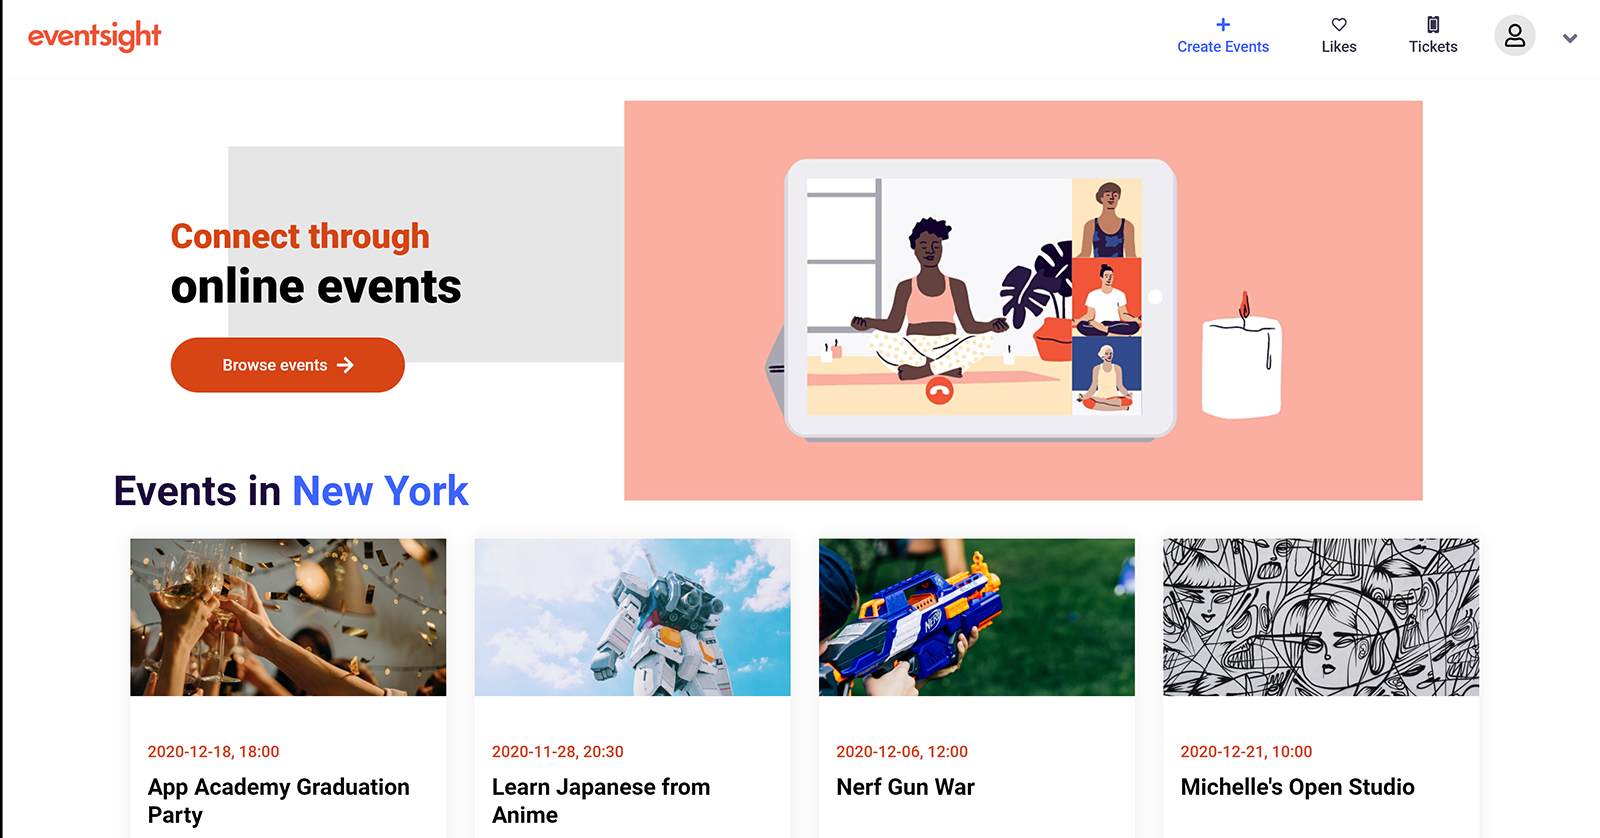 eventsight
Create Events
Likes
Tickets
Connect through
online events
Browse events
Events in New York
NERF
2020-12-18, 18:00
App Academy Graduation
Party
2020-11-28, 20:30
Learn Japanese from
Anime
2020-12-06, 12:00
Nerf Gun War
2020-12-21, 10:00
Michelle's Open Studio